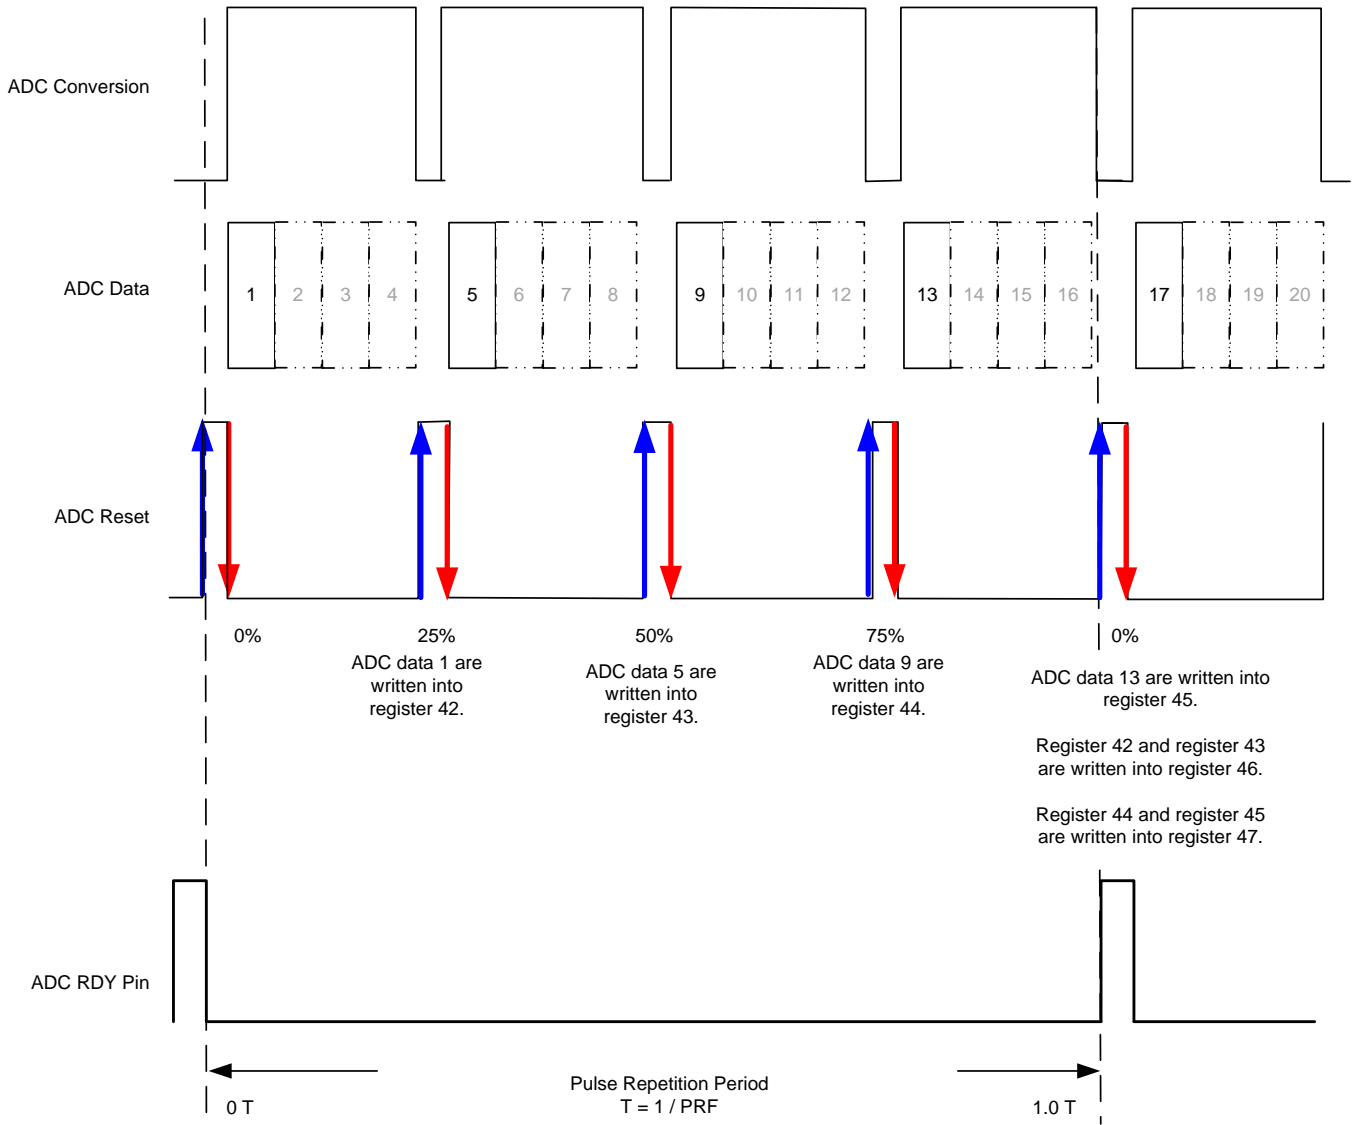 ADC Conversion
ADC Data
1 2 3 4 5 6 7 8 9 10 11 12 13 14 15 16 17 18 19 20
ADC Reset
0% 25% 50% 75% 0%
ADC data 1 are
written into
register 42.
ADC data 5 are
written into
register 43.
ADC data 9 are
written into
register 44.
ADC data 13 are written into
register 45.
Register 42 and register 43
are written into register 46.
Register 44 and register 45
are written into register 47.
ADC RDY Pin
Pulse Repetition Period
T = 1 / PRF
0 T
1.0 T